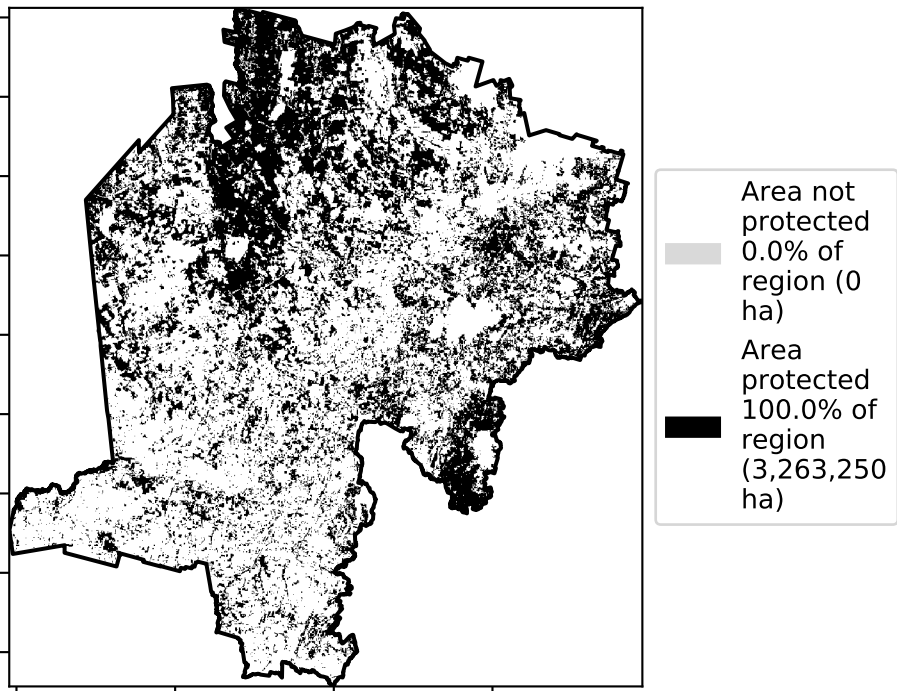 Area not
protected
0.0% of
region (0
ha)
Area
protected
100.0% of
region
(3,263,250
ha)